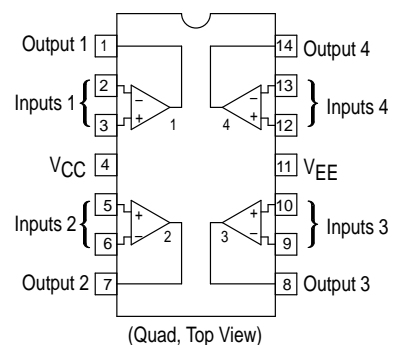 Output 1 1 14 Output 4
2 13
Inputs 1 { − − } Inputs 4
+ +
3 1 4 12
VCC 4 11 VEE
5 10
Inputs 2 { + + } Inputs 3
− 2 3 −
6 9
Output 2 7 8 Output 3
(Quad, Top View)